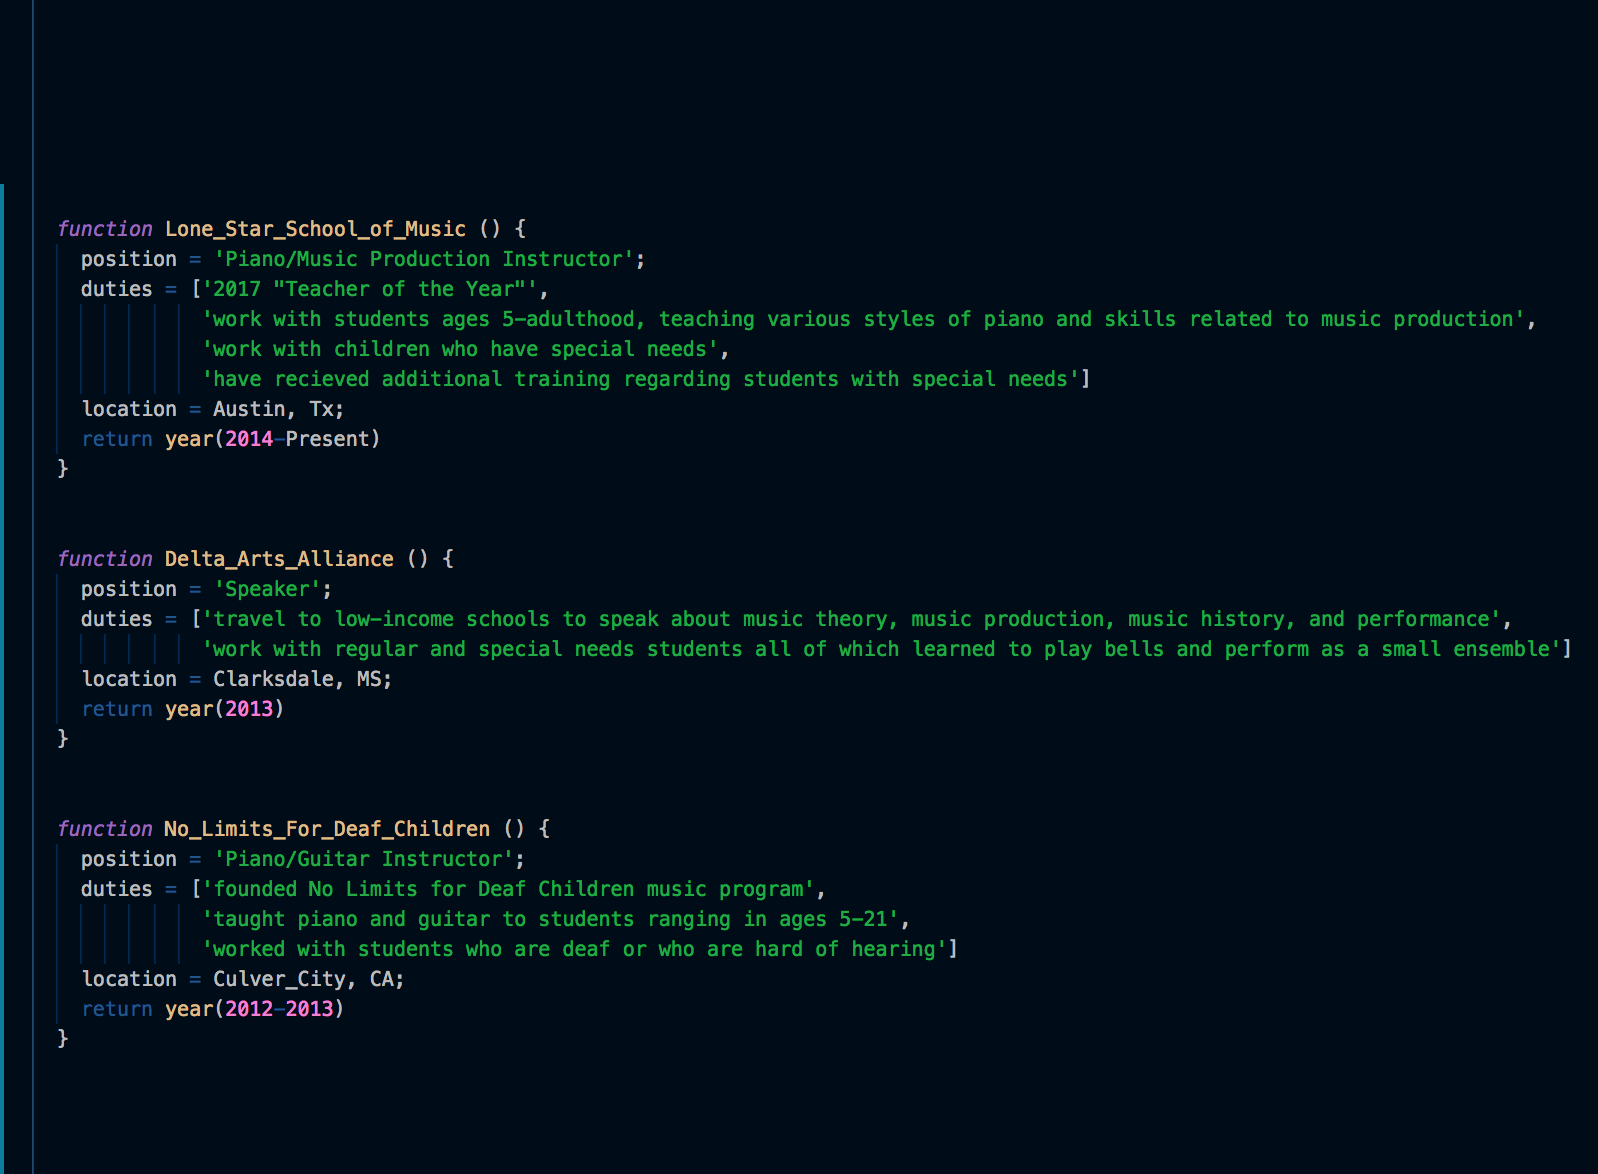 function Lone_Star_School_of_Music () {
position = 'Piano/Music Production Instructor';
duties = ['2017 "Teacher of the Year"',
'work with students ages 5-adulthood, teaching various styles of piano and skills related to music production',
'work with children who have special needs',
'have recieved additional training regarding students with special needs']
location = Austin, Tx;
return year(2014-Present)
}
function Delta_Arts_Alliance () {
position = 'Speaker';
duties = ['travel to low-income schools to speak about music theory, music production, music history, and performance',
'work with regular and special needs students all of which learned to play bells and perform as a small ensemble']
location = Clarksdale, MS;
return year(2013)
}
function No_Limits_For_Deaf_Children () {
position = 'Piano/Guitar Instructor';
duties = ['founded No Limits for Deaf Children music program',
'taught piano and guitar to students ranging in ages 5-21',
'worked with students who are deaf or who are hard of hearing']
location = Culver_City, CA;
return year(2012-2013)
}